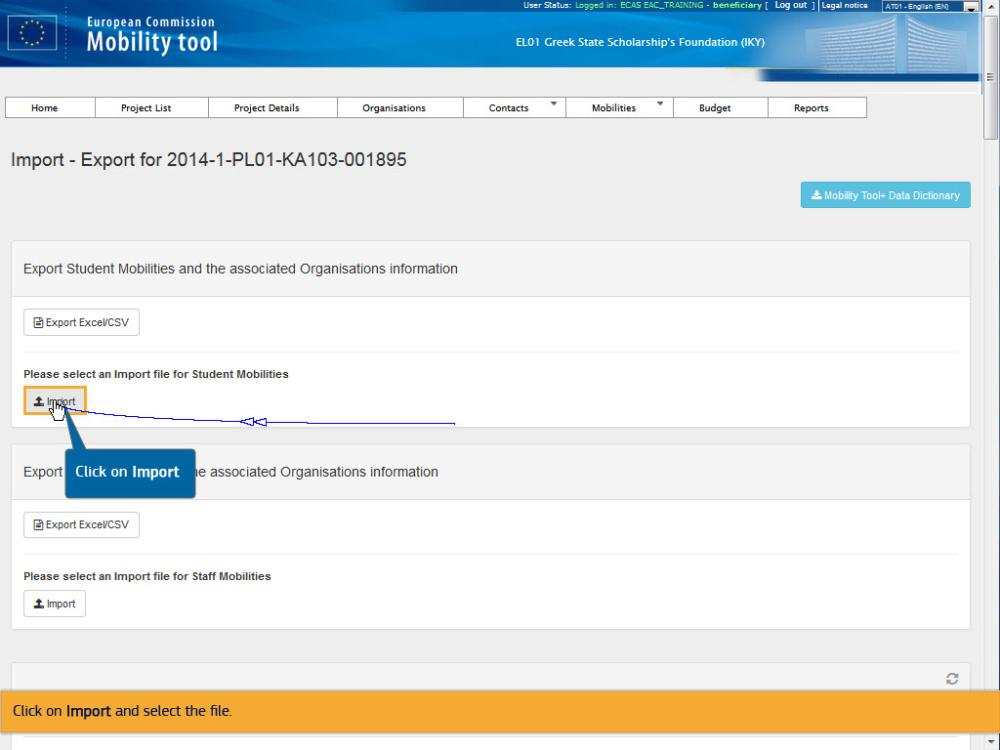 User Status: Logged in: ECAS EAC_TRAINING - beneficiary [ Log out ] Legal notice AT01 - English (EN)
European Commission
Mobility tool
EL01 Greek State Scholarship's Foundation (IKY)
Home Project List Project Details Organisations Contacts Mobilities Budget Reports
Import - Export for 2014-1-PL01-KA103-001895
Mobility Tool+ Data Dictionary
Export Student Mobilities and the associated Organisations information
Export Excel/CSV
Please select an Import file for Student Mobilities
Import
Click on Import
Export he associated Organisations information
Export Excel/CSV
Please select an Import file for Staff Mobilities
Import
Click on Import and select the file.